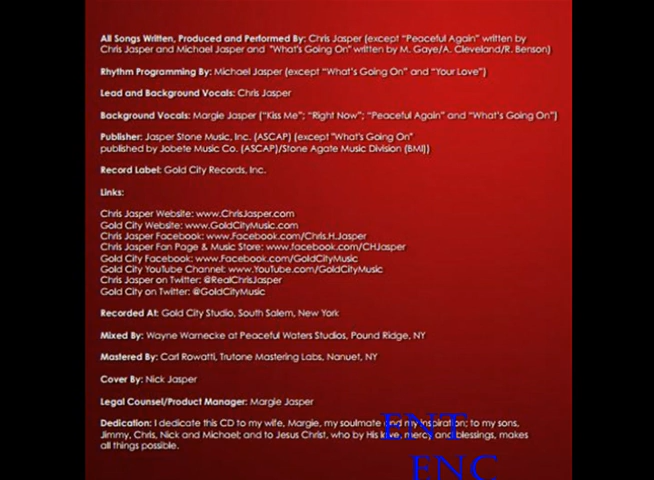 All Songs Written, Produced and Performed By: Chris Jasper (except "Peaceful Again" written by
Chris Jasper and Michael Jasper and "What's Going On" written by M. Gaye/A. Cleveland/R. Benson)
Rhythm Programming By: Michael Jasper (except "What's Going On" and "Your Love")
Lead and Background Vocals: Chris Jasper
Background Vocals: Margie Jasper ("Kiss Me"; "Right Now"; "Peaceful Again" and "What's Going On")
Publisher: Jasper Stone Music, Inc. (ASCAP) (except "What's Going On"
published by Jobete Music Co. (ASCAP)/Stone Agate Music Division (BMI))
Record Label: Gold City Records, Inc.
Links:
Chris Jasper Website: www.ChrisJasper.com
Gold City Website: www.GoldCityMusic.com
Chris Jasper Facebook: www.Facebook.com/Chris.H.Jasper
Chris Jasper Fan Page & Music Store: www.facebook.com/CHJasper
Gold City Facebook: www.Facebook.com/GoldCityMusic
Gold City YouTube Channel: www.YouTube.com/GoldCityMusic
Chris Jasper on Twitter: @RealChrisJasper
Gold City on Twitter: @GoldCityMusic
Recorded At: Gold City Studio, South Salem, New York
Mixed By: Wayne Warnecke at Peaceful Waters Studios, Pound Ridge, NY
Mastered By: Carl Rowatti, Trutone Mastering Labs, Nanuet, NY
Cover By: Nick Jasper
Legal Counsel/Product Manager: Margie Jasper
Dedication: I dedicate this CD to my wife, Margie, my soulmate and my inspiration; to my sons,
Jimmy, Chris, Nick and Michael; and to Jesus Christ, who by His love, mercy and blessings, makes
all things possible.
ENT
ENC